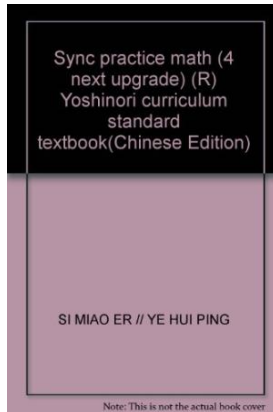 Sync practice math (4
next upgrade) (R)
Yoshinori curriculum
standard
textbook(Chinese Edition)
SI MIAO ER // YE HUI PING
Note: This is not the actual book cover